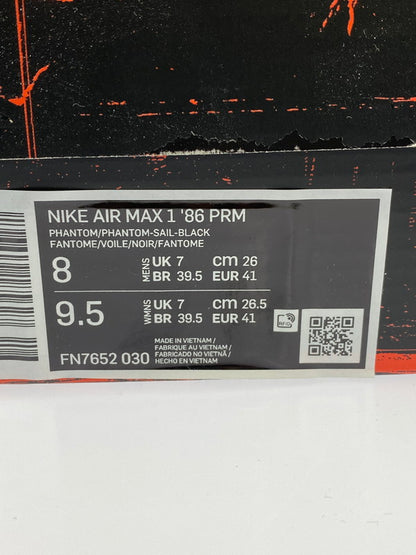 NIKE AIR MAX 1 '86 PRM
PHANTOM/PHANTOM-SAIL-BLACK
FANTOME/VOILE/NOIR/FANTOME
8 MENS UK 7 CM 26
BR 39.5 EUR 41
9.5 WMNS UK 7 CM 26.5
BR 39.5 EUR 41
FN7652 030
MADE IN VIETNAM /
FABRIQUE AU VIETNAM /
FABRICADO NO VIETNÃ /
HECHO EN VIETNAM